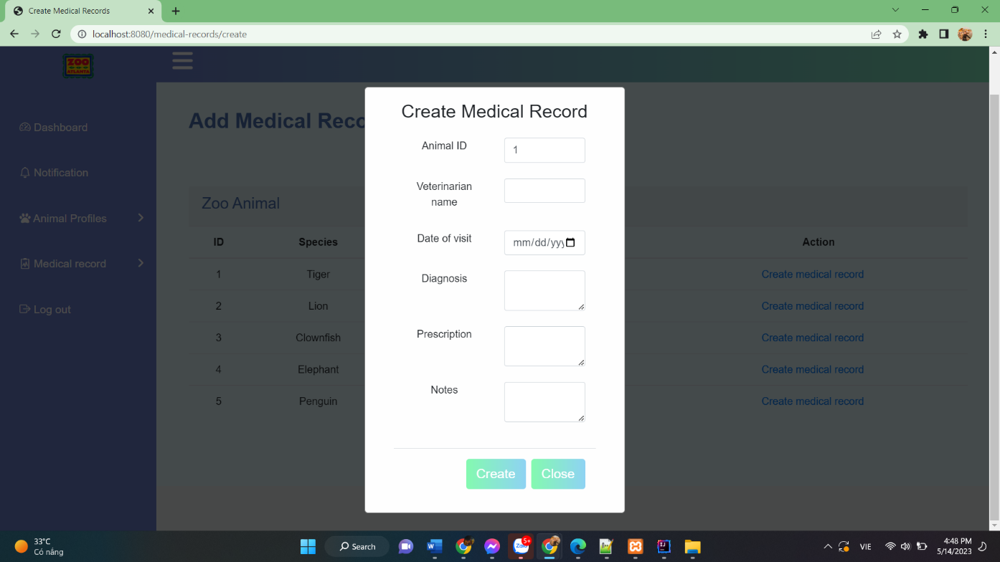 Create Medical Records
localhost:8080/medical-records/create
ZOO
ATLANTA
Dashboard
Notification
Animal Profiles
Medical record
Log out
Add Medical Reco
Zoo Animal
ID Species Action
1 Tiger Create medical record
2 Lion Create medical record
3 Clownfish Create medical record
4 Elephant Create medical record
5 Penguin Create medical record
Create Medical Record
Animal ID 1
Veterinarian
name
Date of visit mm/dd/yyy
Diagnosis
Prescription
Notes
Create Close
33°C
Có nắng
Search
5+
Zalo
VIE
4:48 PM
5/14/2023